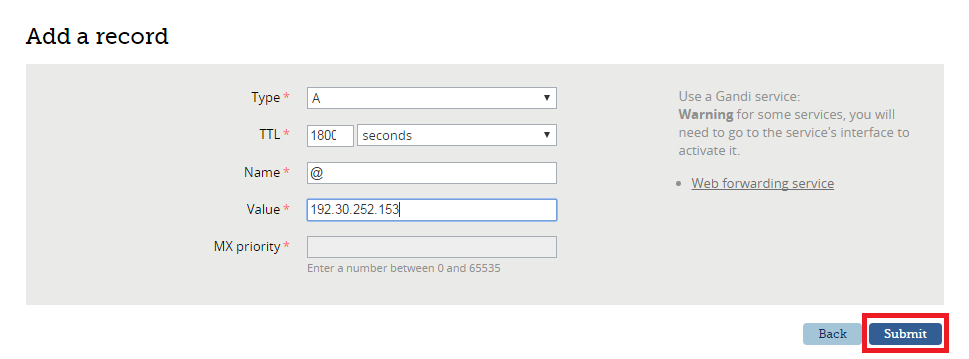 Add a record
Type * A
TTL * 1800 seconds
Name * @
Value * 192.30.252.153
MX priority *
Enter a number between 0 and 65535
Use a Gandi service:
Warning for some services, you will
need to go to the service's interface to
activate it.
Web forwarding service
Back Submit